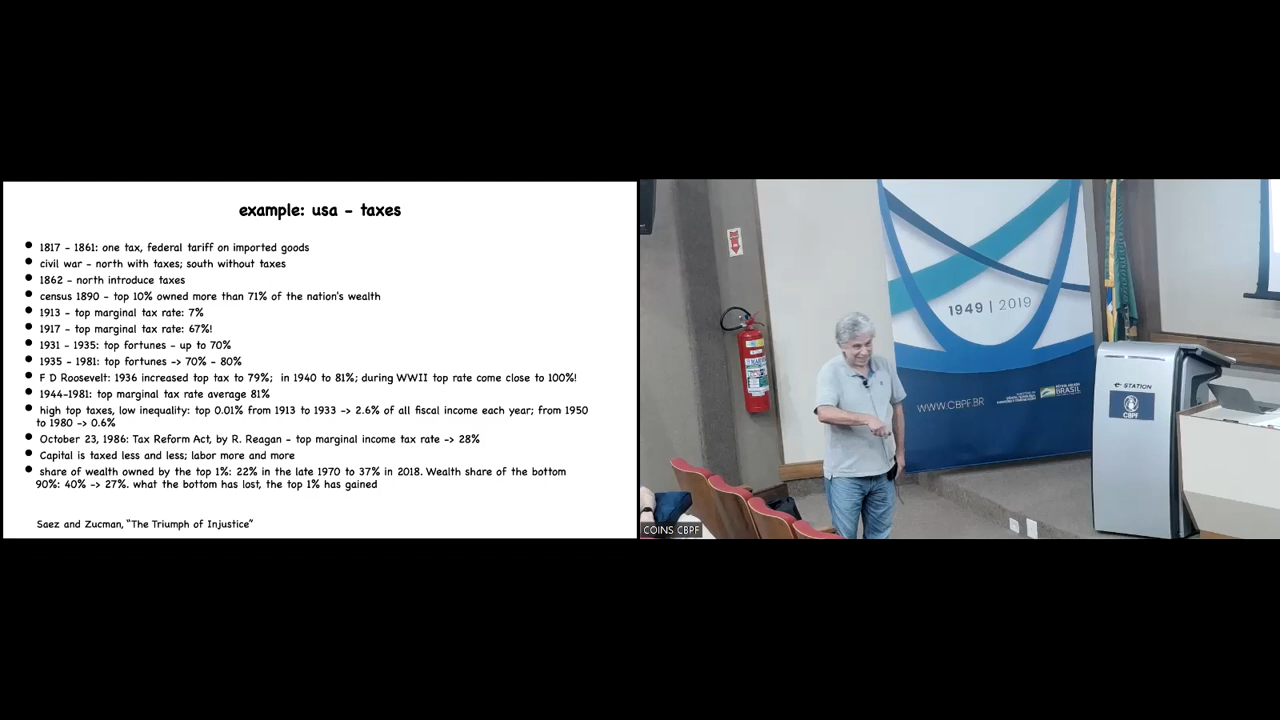 example: usa - taxes
1817 - 1861: one tax, federal tariff on imported goods
civil war - north with taxes; south without taxes
1862 - north introduce taxes
census 1890 - top 10% owned more than 71% of the nation's wealth
1913 - top marginal tax rate: 7%
1917 - top marginal tax rate: 67%!
1931 - 1935: top fortunes - up to 70%
1935 - 1981: top fortunes -> 70% - 80%
F D Roosevelt: 1936 increased top tax to 79%; in 1940 to 81%; during WWII top rate come close to 100%!
1944-1981: top marginal tax rate average 81%
high top taxes, low inequality: top 0.01% from 1913 to 1933 -> 2.6% of all fiscal income each year; from 1950
to 1980 -> 0.6%
October 23, 1986: Tax Reform Act, by R. Reagan - top marginal income tax rate -> 28%
Capital is taxed less and less; labor more and more
share of wealth owned by the top 1%: 22% in the late 1970 to 37% in 2018. Wealth share of the bottom
90%: 40% -> 27%. what the bottom has lost, the top 1% has gained
Saez and Zucman, "The Triumph of Injustice"
1949 | 2019
WWW.CBPF.BR
BRASIL
STATION
CBPF
COINS CBPF